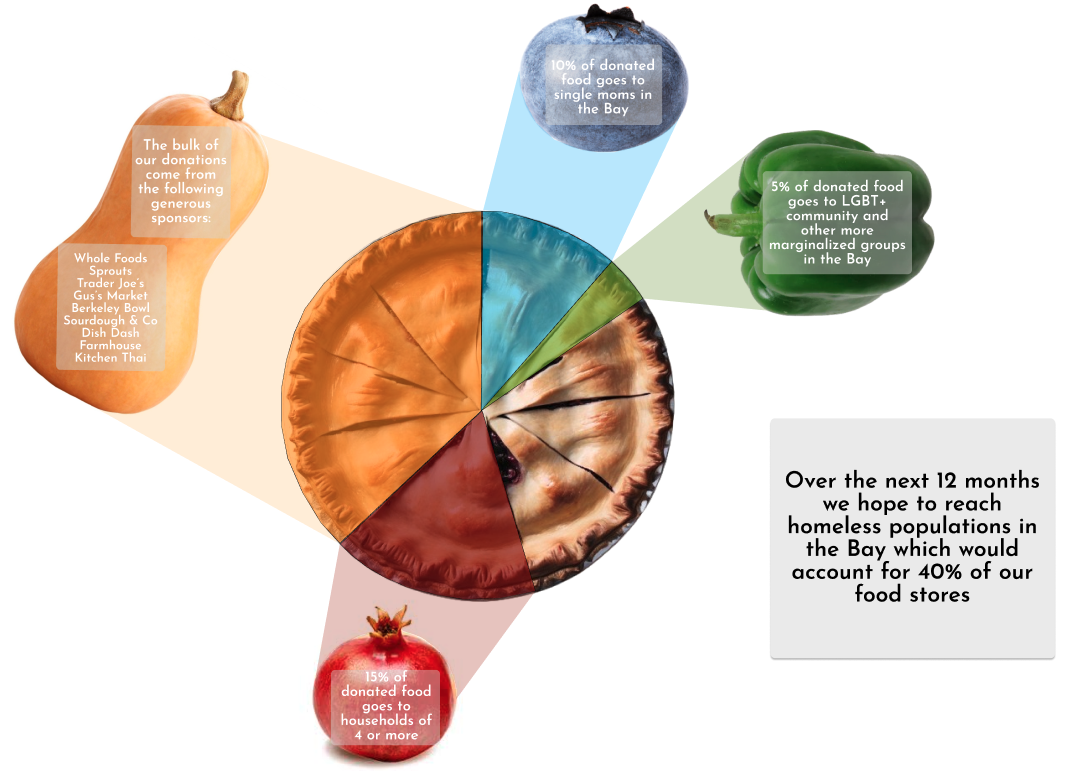 10% of donated
food goes to
single moms in
the Bay
The bulk of
our donations
come from
the following
generous
sponsors:
5% of donated food
goes to LGBT+
community and
other more
marginalized groups
in the Bay
Whole Foods
Sprouts
Trader Joe's
Gus's Market
Berkeley Bowl
Sourdough & Co
Dish Dash
Farmhouse
Kitchen Thai
Over the next 12 months
we hope to reach
homeless populations in
the Bay which would
account for 40% of our
food stores
15% of
donated food
goes to
households of
4 or more